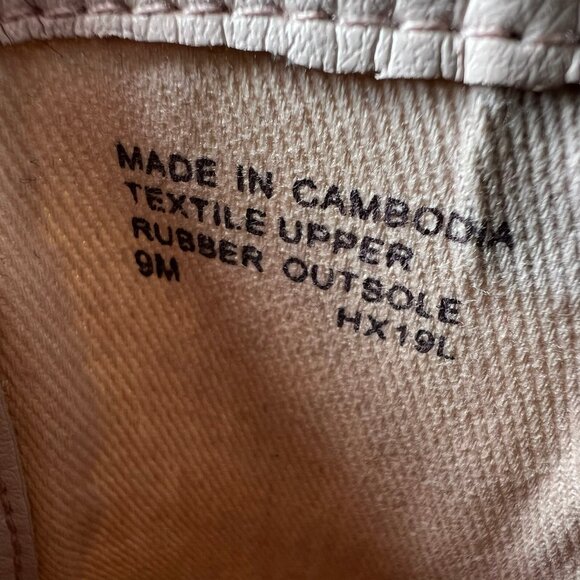 MADE IN CAMBODIA
TEXTILE UPPER
RUBBER OUTSOLE
9M HX19L